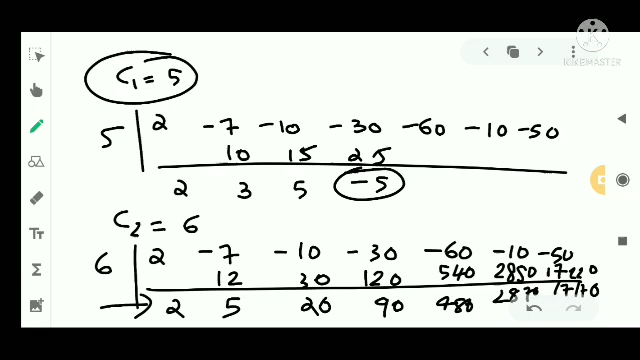 KINEMASTER
C₁ = 5
5 | 2 -7 -10 -30 -60 -10 -50
10 15 25
2 3 5 -5
C₂ = 6
6 | 2 -7 -10 -30 -60 -10 -50
12 30 120 540
2 5 20 90 480